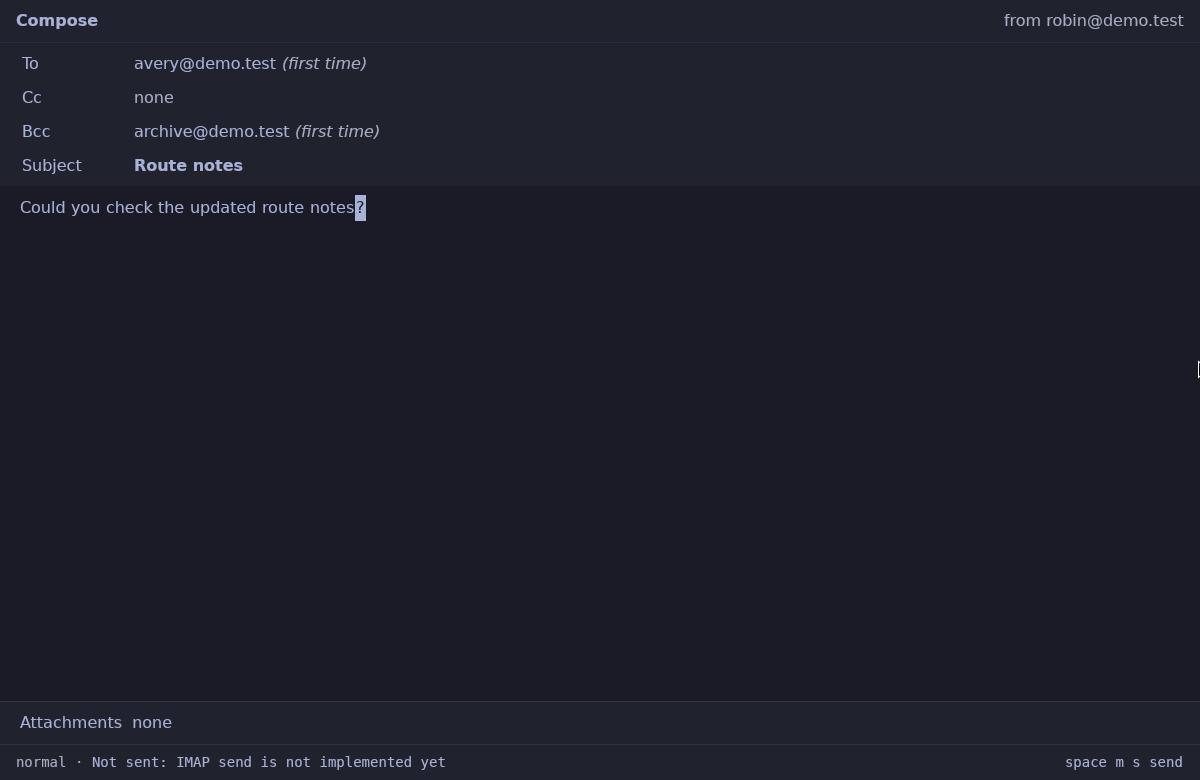 Compose from robin@demo.test
To avery@demo.test (first time)
Cc none
Bcc archive@demo.test (first time)
Subject Route notes
Could you check the updated route notes?
Attachments none
normal · Not sent: IMAP send is not implemented yet space m s send